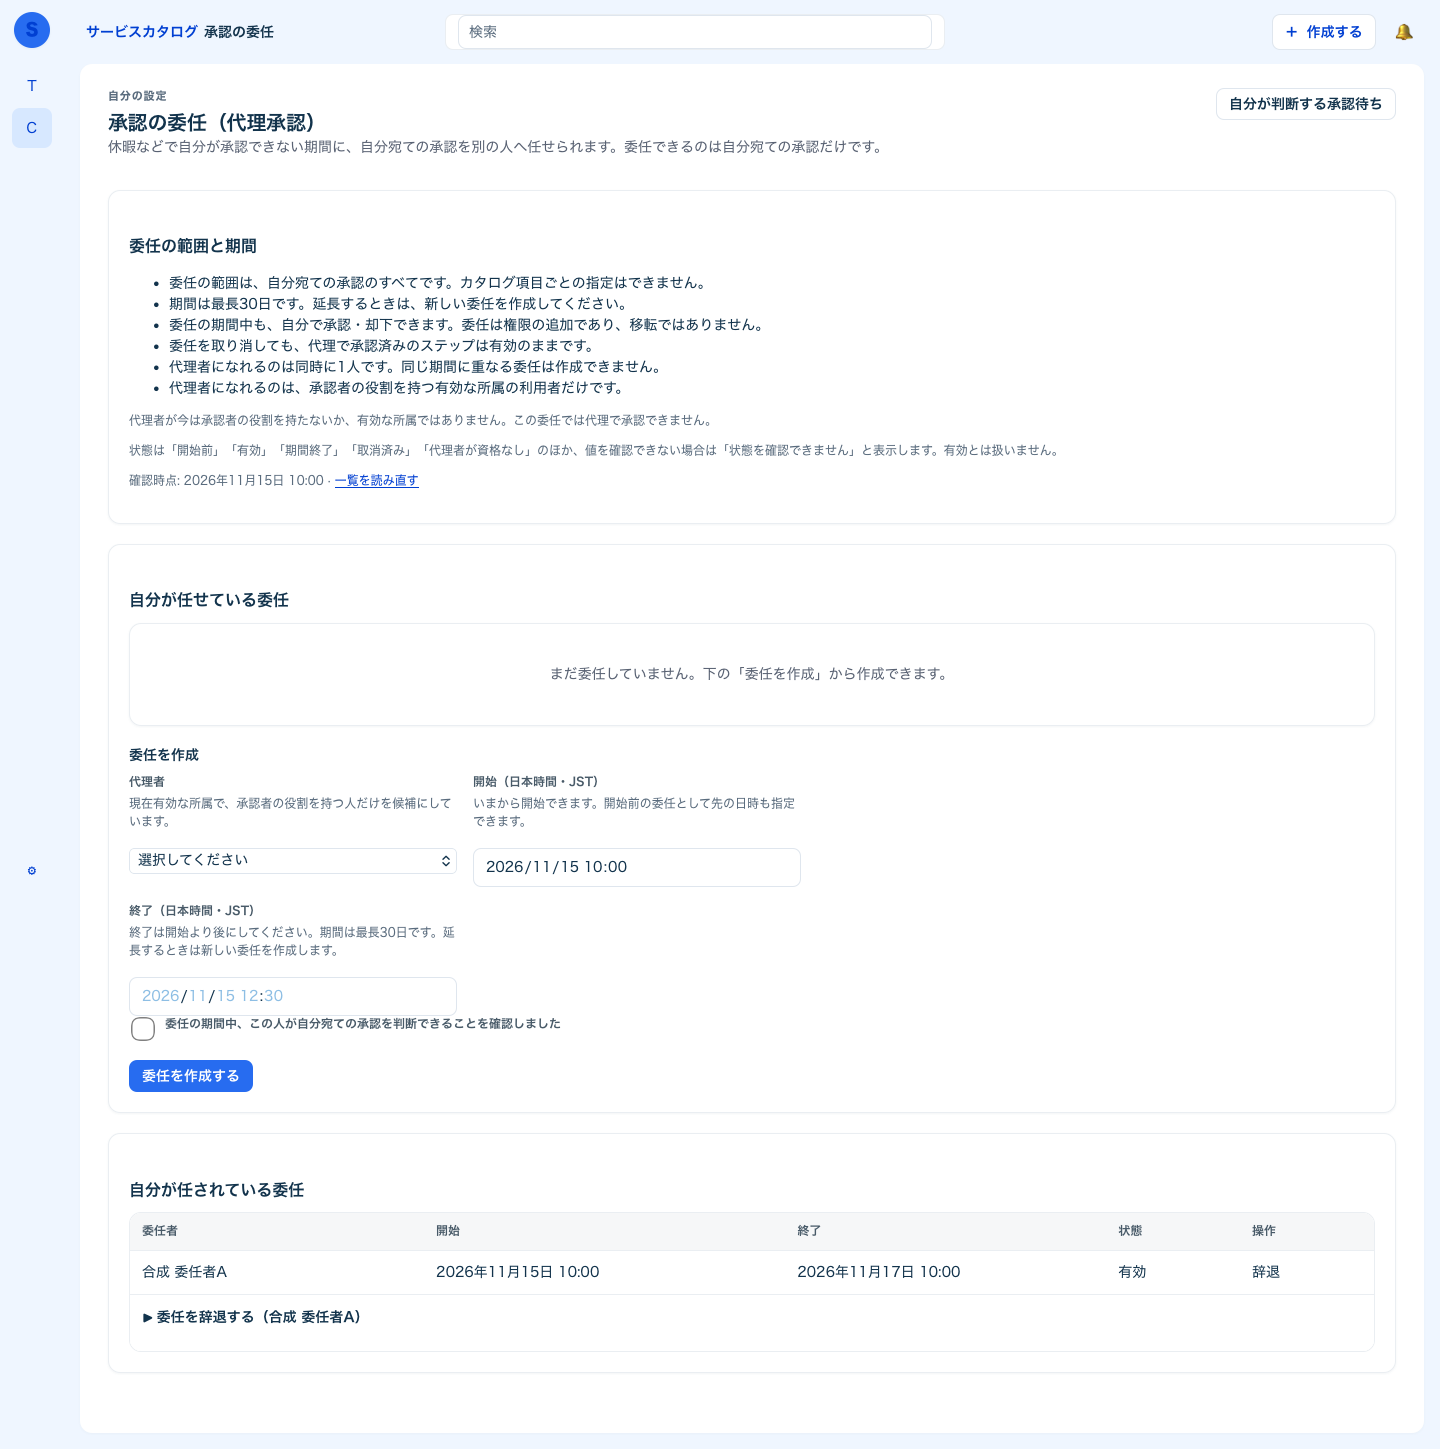 S
サービスカタログ 承認の委任
検索
+ 作成する
T
C
自分の設定
承認の委任（代理承認）
自分が判断する承認待ち
休暇などで自分が承認できない期間に、自分宛ての承認を別の人へ任せられます。委任できるのは自分宛ての承認だけです。
委任の範囲と期間
• 委任の範囲は、自分宛ての承認のすべてです。カタログ項目ごとの指定はできません。
• 期間は最長30日です。延長するときは、新しい委任を作成してください。
• 委任の期間中も、自分で承認・却下できます。委任は権限の追加であり、移転ではありません。
• 委任を取り消しても、代理で承認済みのステップは有効のままです。
• 代理者になれるのは同時に1人です。同じ期間に重なる委任は作成できません。
• 代理者になれるのは、承認者の役割を持つ有効な所属の利用者だけです。
代理者が今は承認者の役割を持たないか、有効な所属ではありません。この委任では代理で承認できません。
状態は「開始前」「有効」「期間終了」「取消済み」「代理者が資格なし」のほか、値を確認できない場合は「状態を確認できません」と表示します。有効とは扱いません。
確認時点: 2026年11月15日 10:00 · 一覧を読み直す
自分が任せている委任
まだ委任していません。下の「委任を作成」から作成できます。
委任を作成
代理者
現在有効な所属で、承認者の役割を持つ人だけを候補にして
います。
選択してください
開始（日本時間・JST）
いまから開始できます。開始前の委任として先の日時も指定
できます。
2026/11/15 10:00
終了（日本時間・JST）
終了は開始より後にしてください。期間は最長30日です。延
長するときは新しい委任を作成します。
2026/11/15 12:30
委任の期間中、この人が自分宛ての承認を判断できることを確認しました
委任を作成する
自分が任されている委任
委任者 開始 終了 状態 操作
合成 委任者A 2026年11月15日 10:00 2026年11月17日 10:00 有効 辞退
▶ 委任を辞退する（合成 委任者A）